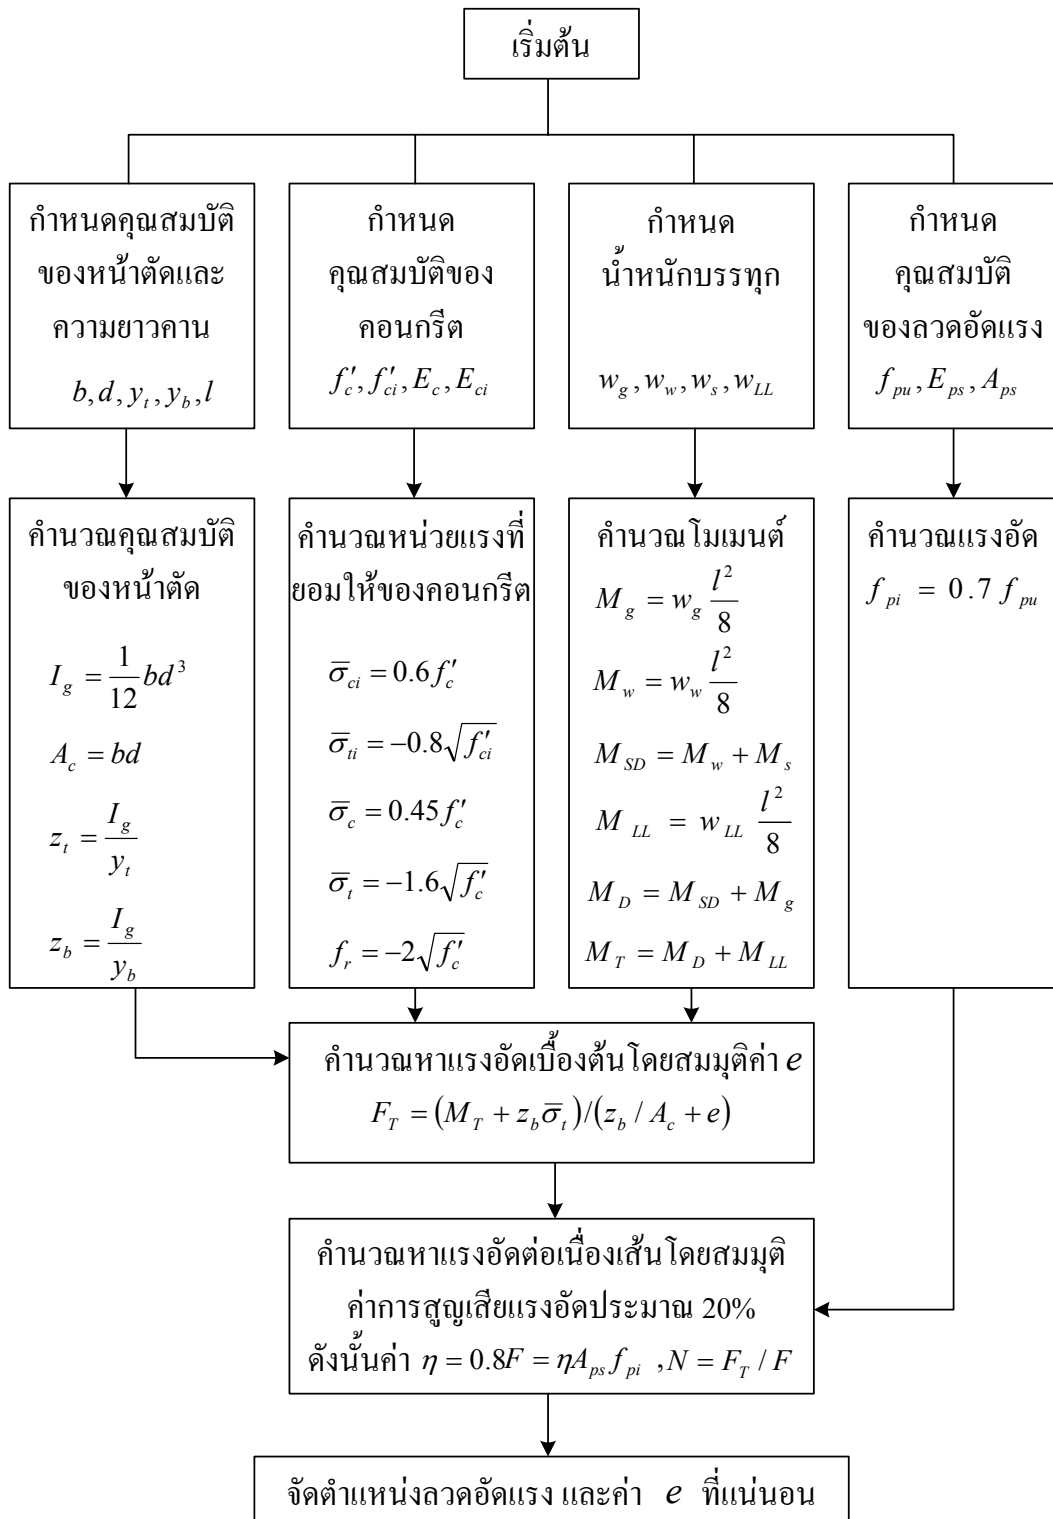 เริ่มต้น
กำหนดคุณสมบัติ
ของหน้าตัดและ
ความยาวคาน
b, d, y_t, y_b, l
กำหนด
คุณสมบัติของ
คอนกรีต
f'_c, f'_ci, E_c, E_ci
กำหนด
น้ำหนักบรรทุก
w_g, w_w, w_s, w_LL
กำหนด
คุณสมบัติ
ของลวดอัดแรง
f_pu, E_ps, A_ps
คำนวณคุณสมบัติ
ของหน้าตัด
I_g = 1/12 bd³
A_c = bd
z_t = I_g / y_t
z_b = I_g / y_b
คำนวณหน่วยแรงที่
ยอมให้ของคอนกรีต
σ̅_ci = 0.6 f'_c
σ̅_ti = −0.8√f'_ci
σ̅_c = 0.45 f'_c
σ̅_t = −1.6√f'_c
f_r = −2√f'_c
คำนวณโมเมนต์
M_g = w_g l²/8
M_w = w_w l²/8
M_SD = M_w + M_s
M_LL = w_LL l²/8
M_D = M_SD + M_g
M_T = M_D + M_LL
คำนวณแรงอัด
f_pi = 0.7 f_pu
คำนวณหาแรงอัดเบื้องต้นโดยสมมุติค่า e
F_T = (M_T + z_b σ̅_t)/(z_b / A_c + e)
คำนวณหาแรงอัดต่อเนื่องเส้นโดยสมมุติ
ค่าการสูญเสียแรงอัดประมาณ 20%
ดังนั้นค่า η = 0.8F = ηA_ps f_pi , N = F_T / F
จัดตำแหน่งลวดอัดแรง และค่า e ที่แน่นอน